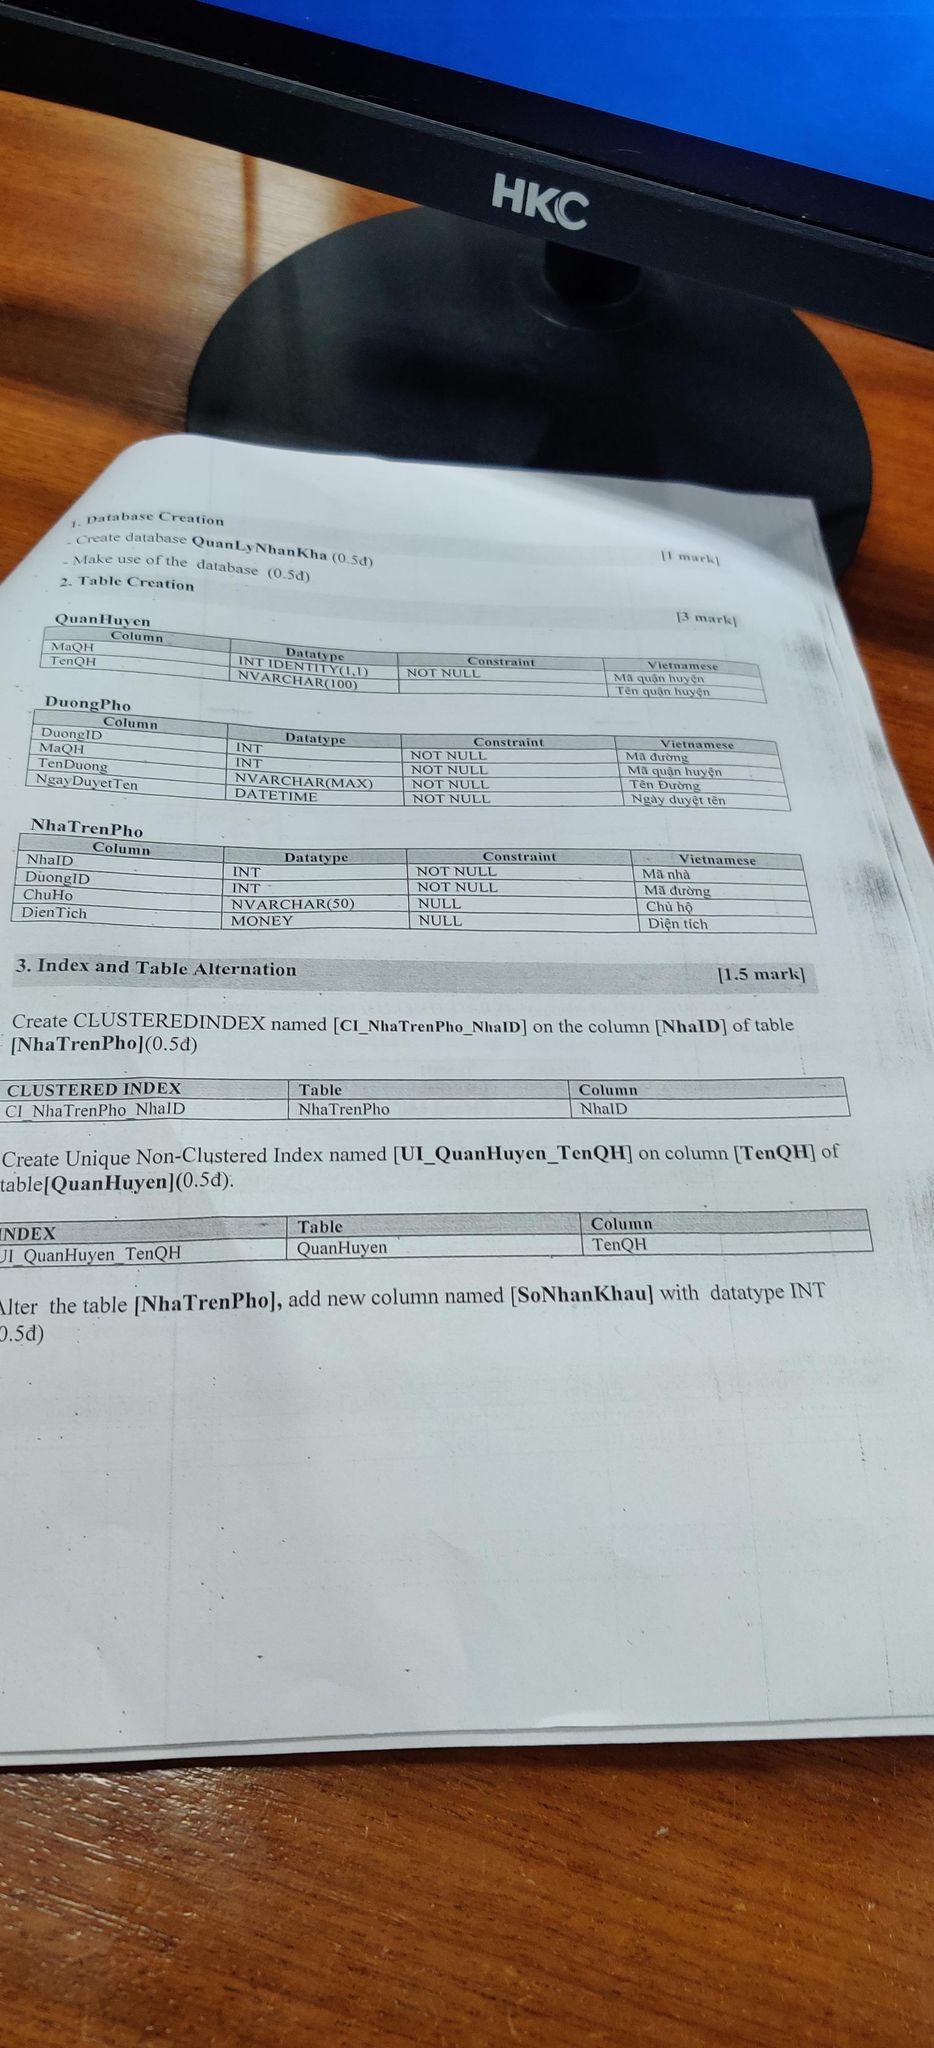 HKC
1. Database Creation [1 mark]
- Create database QuanLyNhanKha (0.5đ)
- Make use of the database (0.5đ)
2. Table Creation [3 mark]
QuanHuyen
Column Datatype Constraint Vietnamese
MaQH INT IDENTITY(1,1) NOT NULL Mã quận huyện
TenQH NVARCHAR(100) Tên quận huyện
DuongPho
Column Datatype Constraint Vietnamese
DuongID INT NOT NULL Mã đường
MaQH INT NOT NULL Mã quận huyện
TenDuong NVARCHAR(MAX) NOT NULL Tên Đường
NgayDuyetTen DATETIME NOT NULL Ngày duyệt tên
NhaTrenPho
Column Datatype Constraint Vietnamese
NhaID INT NOT NULL Mã nhà
DuongID INT NOT NULL Mã đường
ChuHo NVARCHAR(50) NULL Chủ hộ
DienTich MONEY NULL Diện tích
3. Index and Table Alternation [1.5 mark]
Create CLUSTEREDINDEX named [CI_NhaTrenPho_NhaID] on the column [NhaID] of table
[NhaTrenPho](0.5đ)
CLUSTERED INDEX Table Column
CI_NhaTrenPho_NhaID NhaTrenPho NhaID
Create Unique Non-Clustered Index named [UI_QuanHuyen_TenQH] on column [TenQH] of
table[QuanHuyen](0.5đ).
INDEX Table Column
UI_QuanHuyen_TenQH QuanHuyen TenQH
Alter the table [NhaTrenPho], add new column named [SoNhanKhau] with datatype INT
0.5đ)